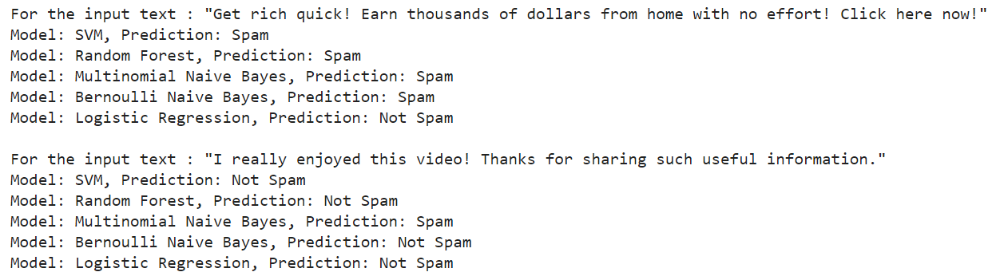 For the input text : "Get rich quick! Earn thousands of dollars from home with no effort! Click here now!"
Model: SVM, Prediction: Spam
Model: Random Forest, Prediction: Spam
Model: Multinomial Naive Bayes, Prediction: Spam
Model: Bernoulli Naive Bayes, Prediction: Spam
Model: Logistic Regression, Prediction: Not Spam
For the input text : "I really enjoyed this video! Thanks for sharing such useful information."
Model: SVM, Prediction: Not Spam
Model: Random Forest, Prediction: Not Spam
Model: Multinomial Naive Bayes, Prediction: Spam
Model: Bernoulli Naive Bayes, Prediction: Not Spam
Model: Logistic Regression, Prediction: Not Spam